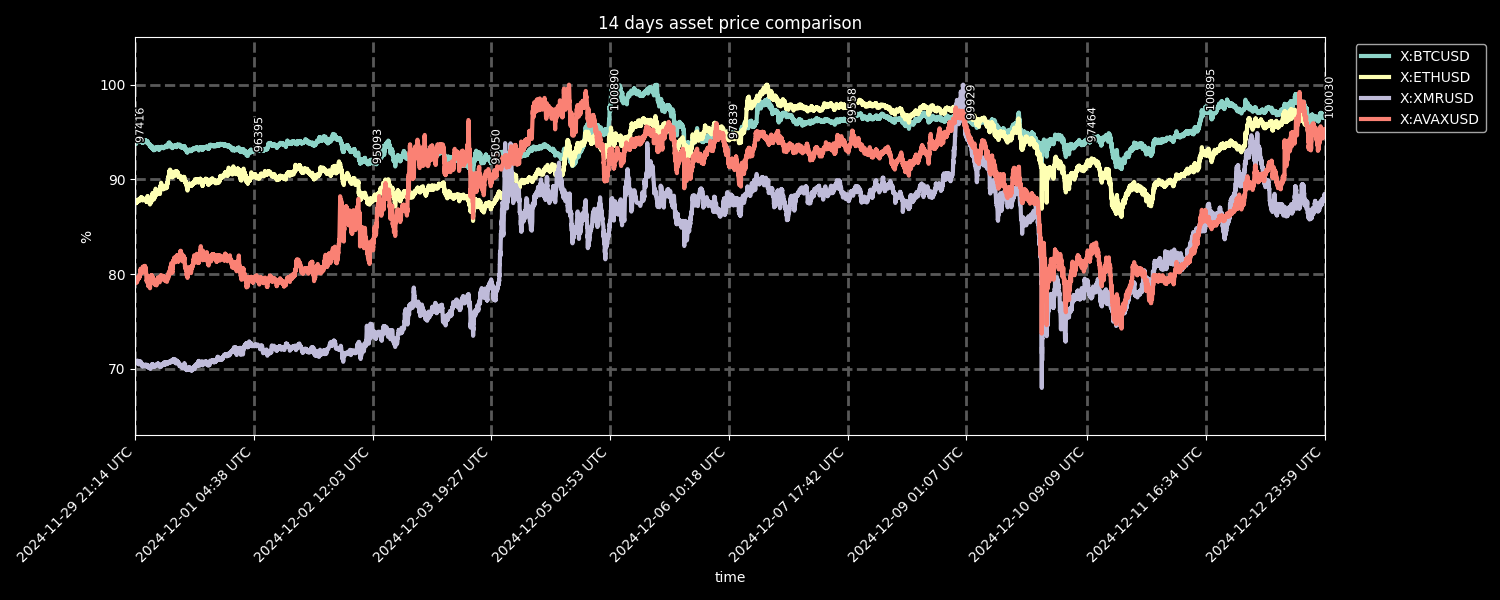 14 days asset price comparison
X:BTCUSD
X:ETHUSD
X:XMRUSD
X:AVAXUSD
100
90
80
70
%
97416
96395
95093
95050
100890
97839
99558
99929
97464
100895
100030
2024-11-29 21:14 UTC
2024-12-01 04:38 UTC
2024-12-02 12:03 UTC
2024-12-03 19:27 UTC
2024-12-05 02:53 UTC
2024-12-06 10:18 UTC
2024-12-07 17:42 UTC
2024-12-09 01:07 UTC
2024-12-10 09:09 UTC
2024-12-11 16:34 UTC
2024-12-12 23:59 UTC
time